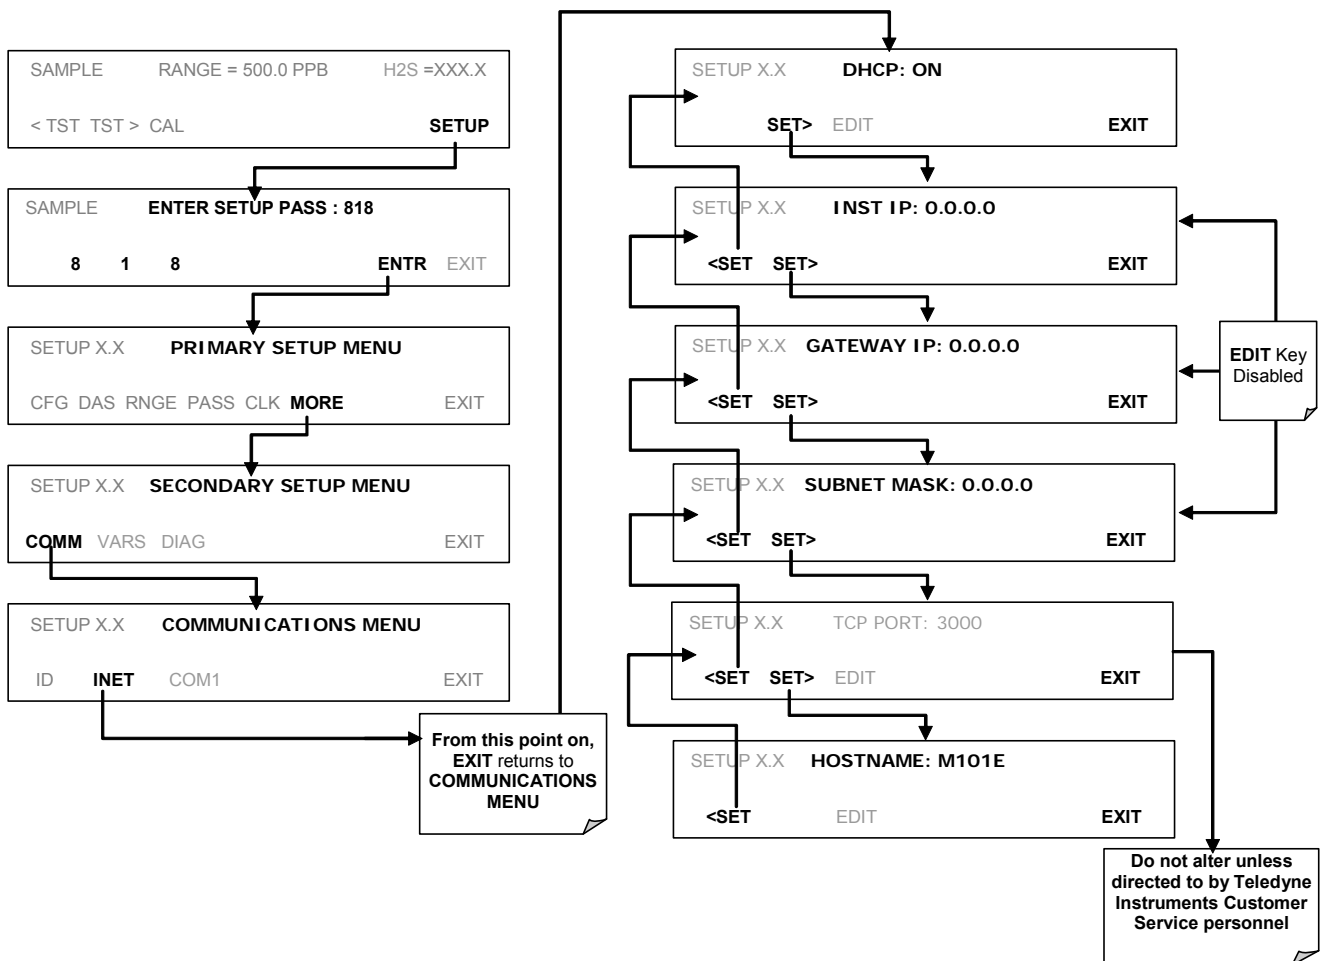 SAMPLE RANGE = 500.0 PPB H2S =XXX.X
< TST TST > CAL SETUP
SAMPLE ENTER SETUP PASS : 818
8 1 8 ENTR EXIT
SETUP X.X PRIMARY SETUP MENU
CFG DAS RNGE PASS CLK MORE EXIT
SETUP X.X SECONDARY SETUP MENU
COMM VARS DIAG EXIT
SETUP X.X COMMUNICATIONS MENU
ID INET COM1 EXIT
From this point on,
EXIT returns to
COMMUNICATIONS
MENU
SETUP X.X DHCP: ON
SET> EDIT EXIT
SETUP X.X INST IP: 0.0.0.0
<SET SET> EXIT
SETUP X.X GATEWAY IP: 0.0.0.0
<SET SET> EXIT
EDIT Key
Disabled
SETUP X.X SUBNET MASK: 0.0.0.0
<SET SET> EXIT
SETUP X.X TCP PORT: 3000
<SET SET> EDIT EXIT
SETUP X.X HOSTNAME: M101E
<SET EDIT EXIT
Do not alter unless
directed to by Teledyne
Instruments Customer
Service personnel